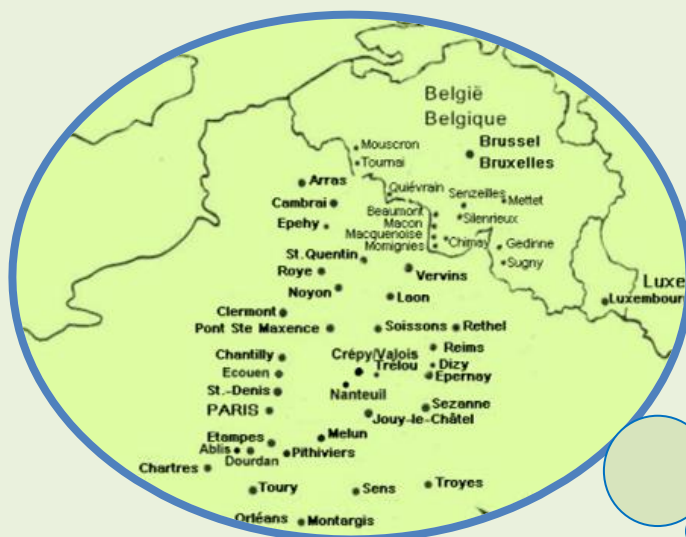 België
Belgique
Brussel
Bruxelles
Mouscron
Tournai
Arras
Quiévrain
Senzeilles
Mettet
Cambrai
Beaumont
Silenrieux
Epehy
Macon
Macquenoise
Chimay
Gedinne
Momignies
St.Quentin
Sugny
Roye
Vervins
Luxe
Noyon
Laon
Luxembourg
Clermont
Pont Ste Maxence
Soissons
Rethel
Reims
Chantilly
Crépy/Valois
Dizy
Ecouen
Trélou
Epernay
St.-Denis
Nanteuil
PARIS
Sezanne
Jouy-le-Châtel
Etampes
Melun
Ablis
Dourdan
Pithiviers
Chartres
Toury
Sens
Troyes
Orléans
Montargis